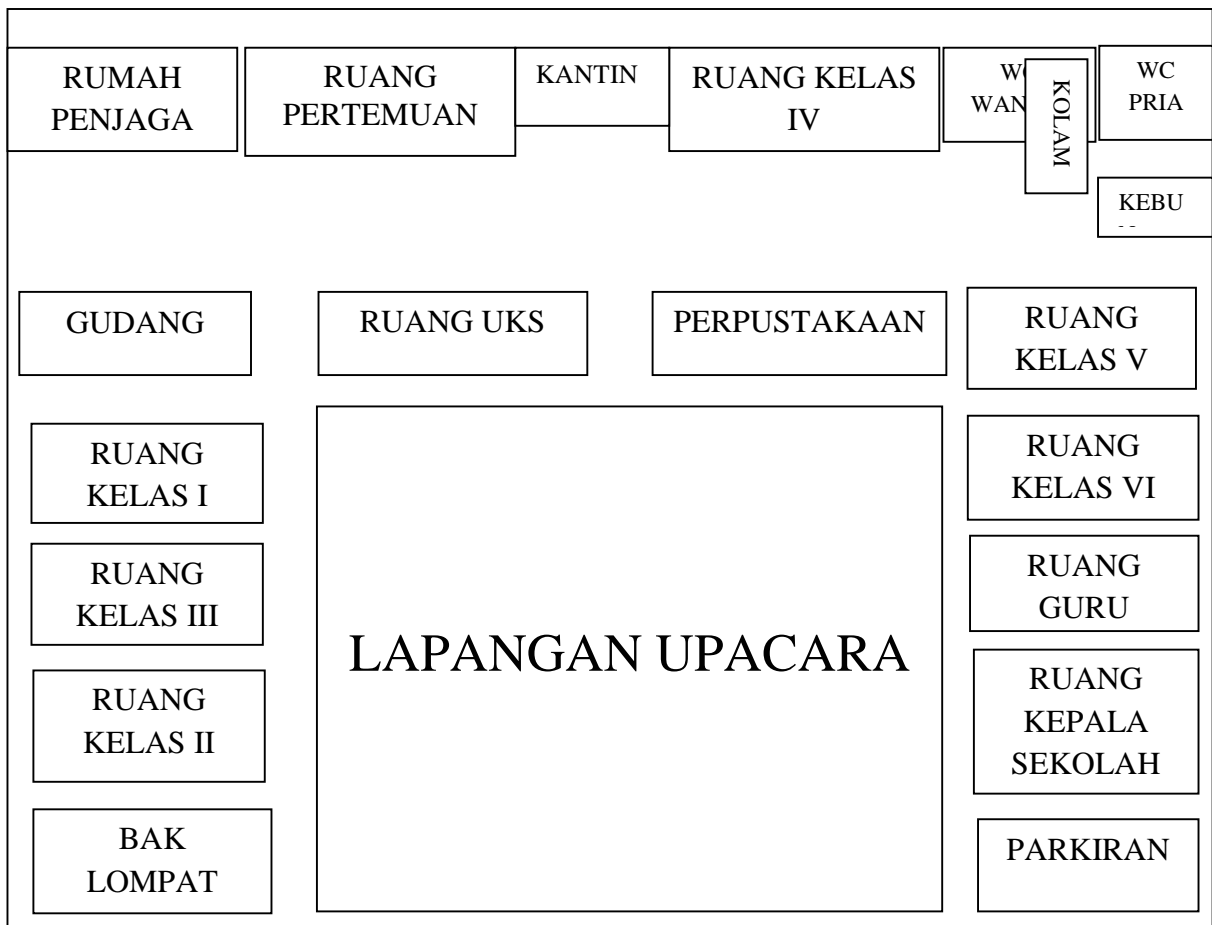 RUMAH
PENJAGA
RUANG
PERTEMUAN
KANTIN
RUANG KELAS
IV
WC
PRIA
KOLAM
KEBU
GUDANG
RUANG UKS
PERPUSTAKAAN
RUANG
KELAS V
RUANG
KELAS I
RUANG
KELAS VI
RUANG
KELAS III
RUANG
GURU
LAPANGAN UPACARA
RUANG
KELAS II
RUANG
KEPALA
SEKOLAH
BAK
LOMPAT
PARKIRAN